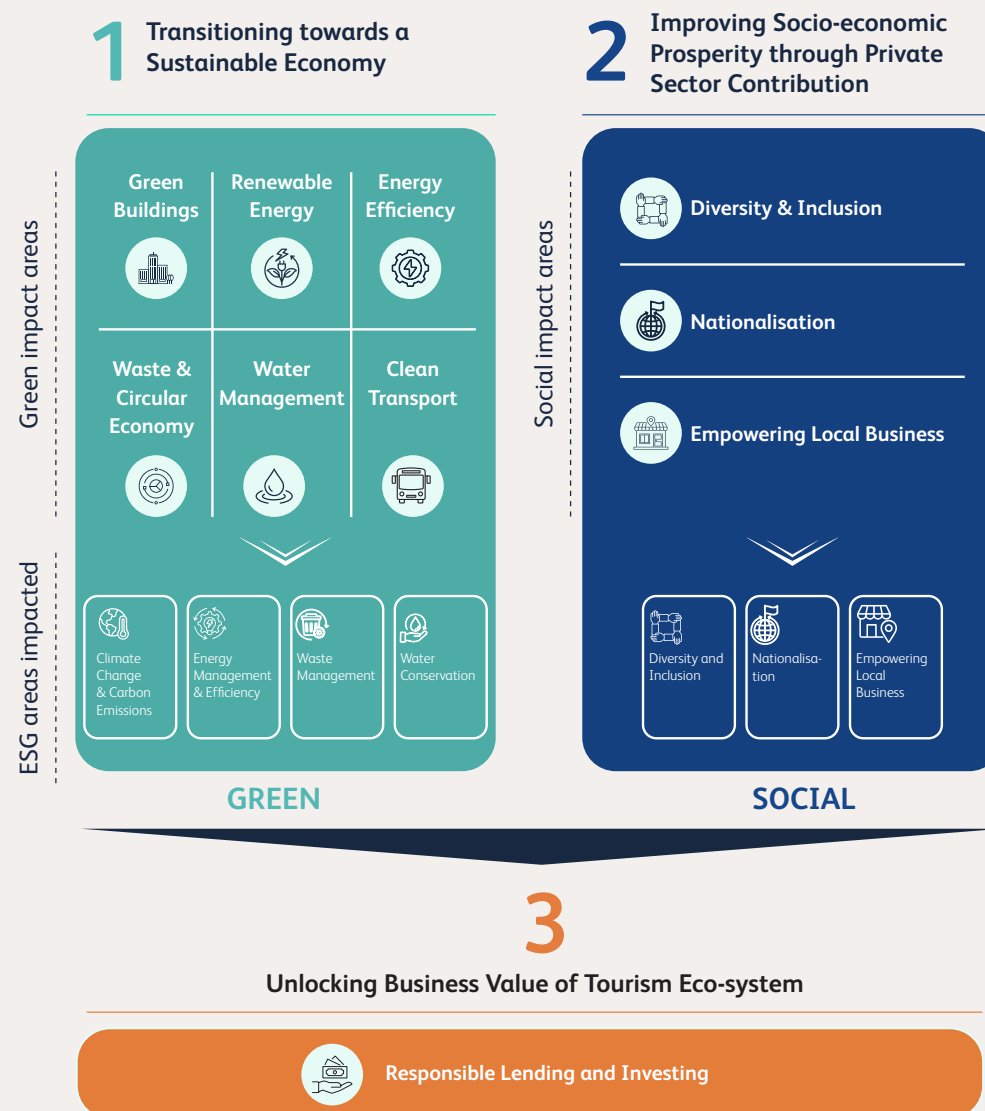 1
Transitioning towards a
Sustainable Economy
Green impact areas
Green
Buildings
Renewable
Energy
Energy
Efficiency
Waste &
Circular
Economy
Water
Management
Clean
Transport
ESG areas impacted
Climate
Change
& Carbon
Emissions
Energy
Management
& Efficiency
Waste
Management
Water
Conservation
GREEN
2
Improving Socio-economic
Prosperity through Private
Sector Contribution
Social impact areas
Diversity & Inclusion
Nationalisation
Empowering Local Business
Diversity and
Inclusion
Nationalisa-
tion
Empowering
Local
Business
SOCIAL
3
Unlocking Business Value of Tourism Eco-system
Responsible Lending and Investing